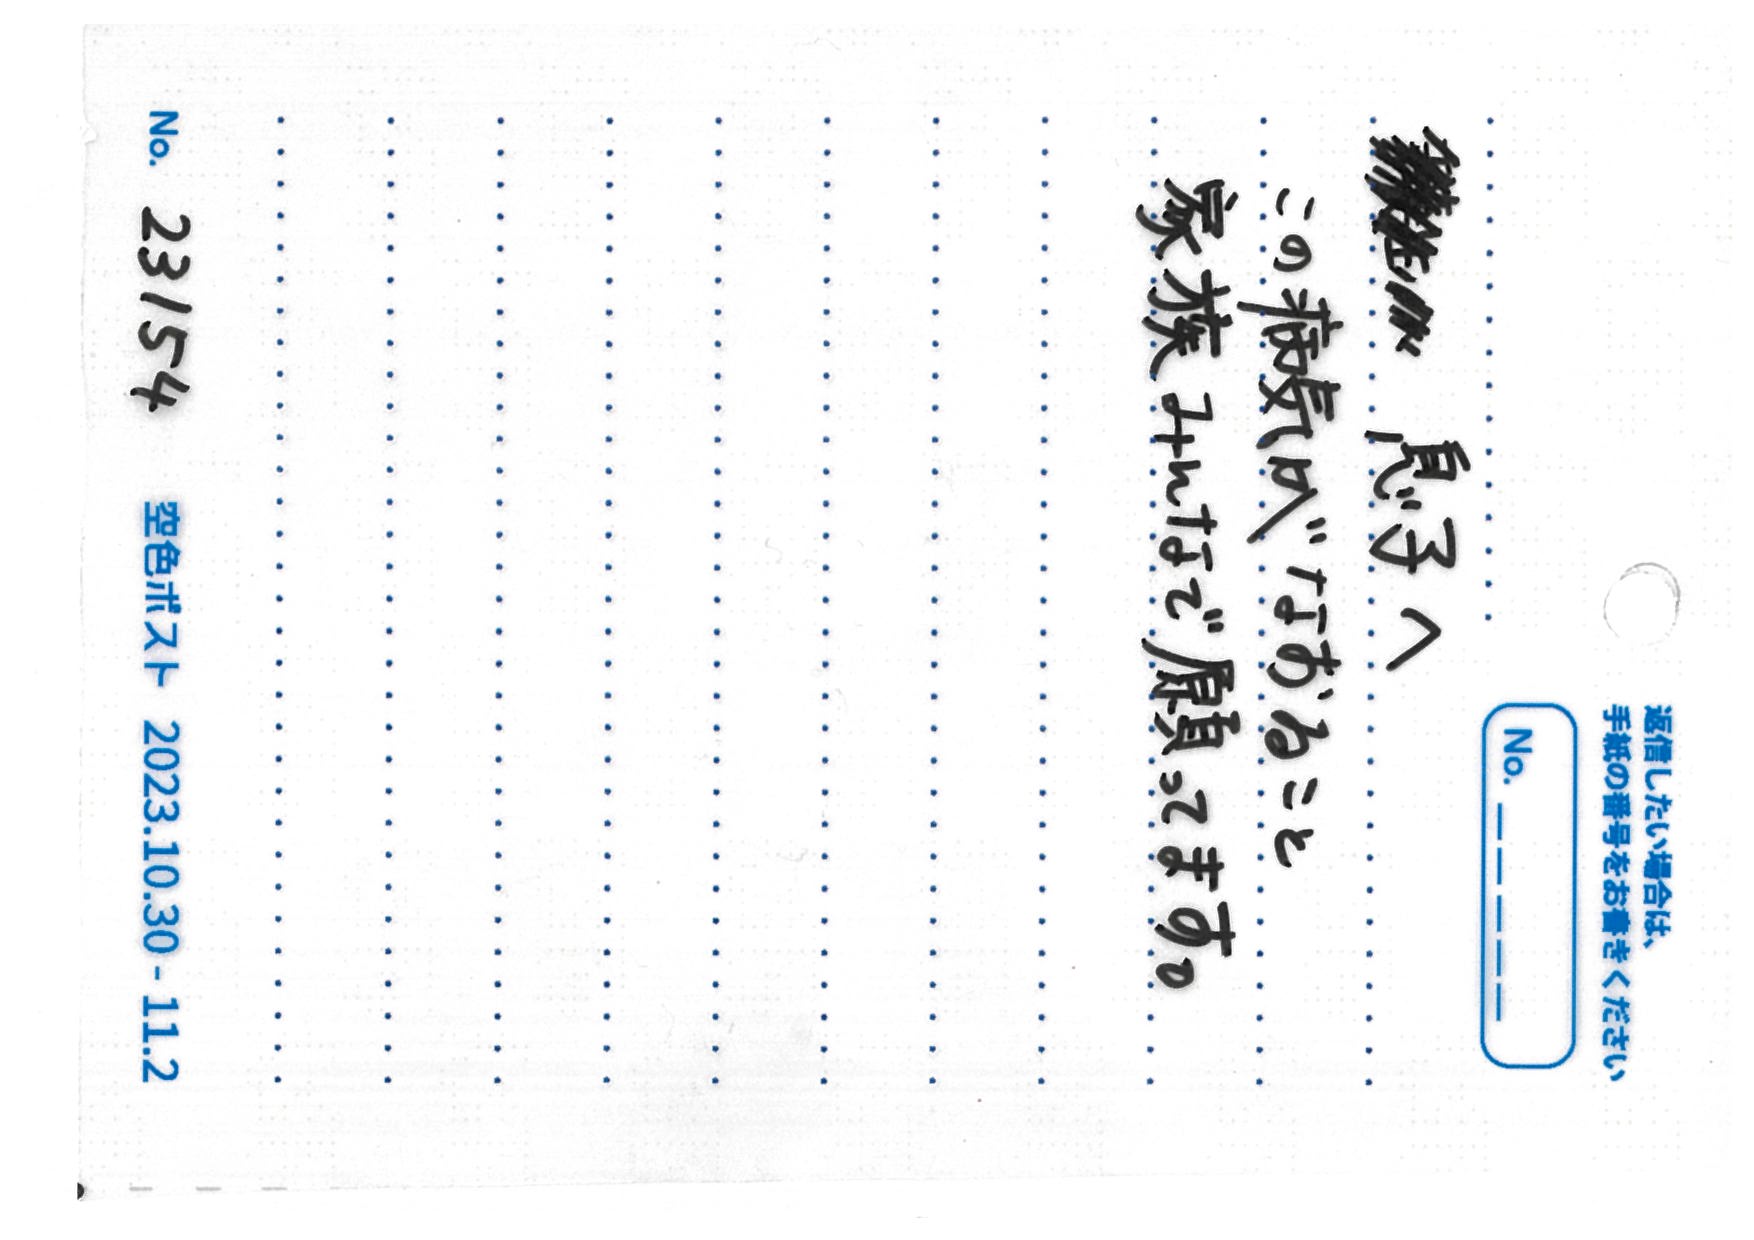 返信したい場合は、
手紙の番号をお書きください
No. _ _ _ _ _
息子へ
この病気がなおること
家族みんなで願ってます。
No. 23154 空色ポスト 2023.10.30 - 11.2